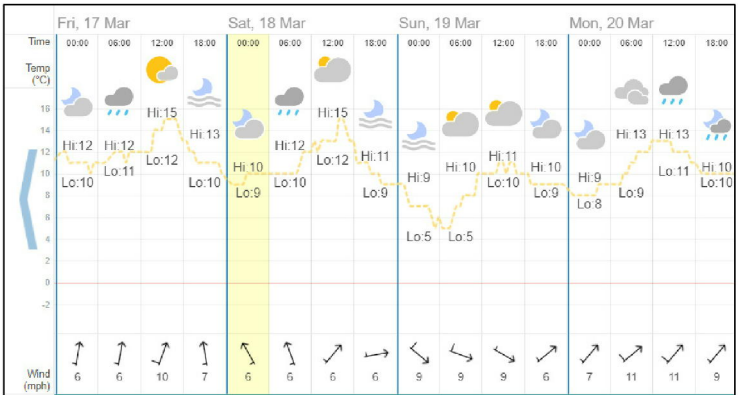 Fri, 17 Mar Sat, 18 Mar Sun, 19 Mar Mon, 20 Mar
Time 00:00 06:00 12:00 18:00 00:00 06:00 12:00 18:00 00:00 06:00 12:00 18:00 00:00 06:00 12:00 18:00
Temp
(°C)
16
14
12
10
8
6
4
2
0
-2
Hi:12 Hi:12 Hi:15 Hi:13 Hi:10 Hi:12 Hi:15 Hi:11 Hi:9 Hi:10 Hi:11 Hi:10 Hi:9 Hi:13 Hi:13 Hi:10
Lo:10 Lo:11 Lo:12 Lo:10 Lo:9 Lo:10 Lo:12 Lo:9 Lo:5 Lo:5 Lo:10 Lo:9 Lo:8 Lo:9 Lo:11 Lo:10
Wind
(mph)
6 6 10 7 6 6 6 6 9 9 9 6 7 11 11 9